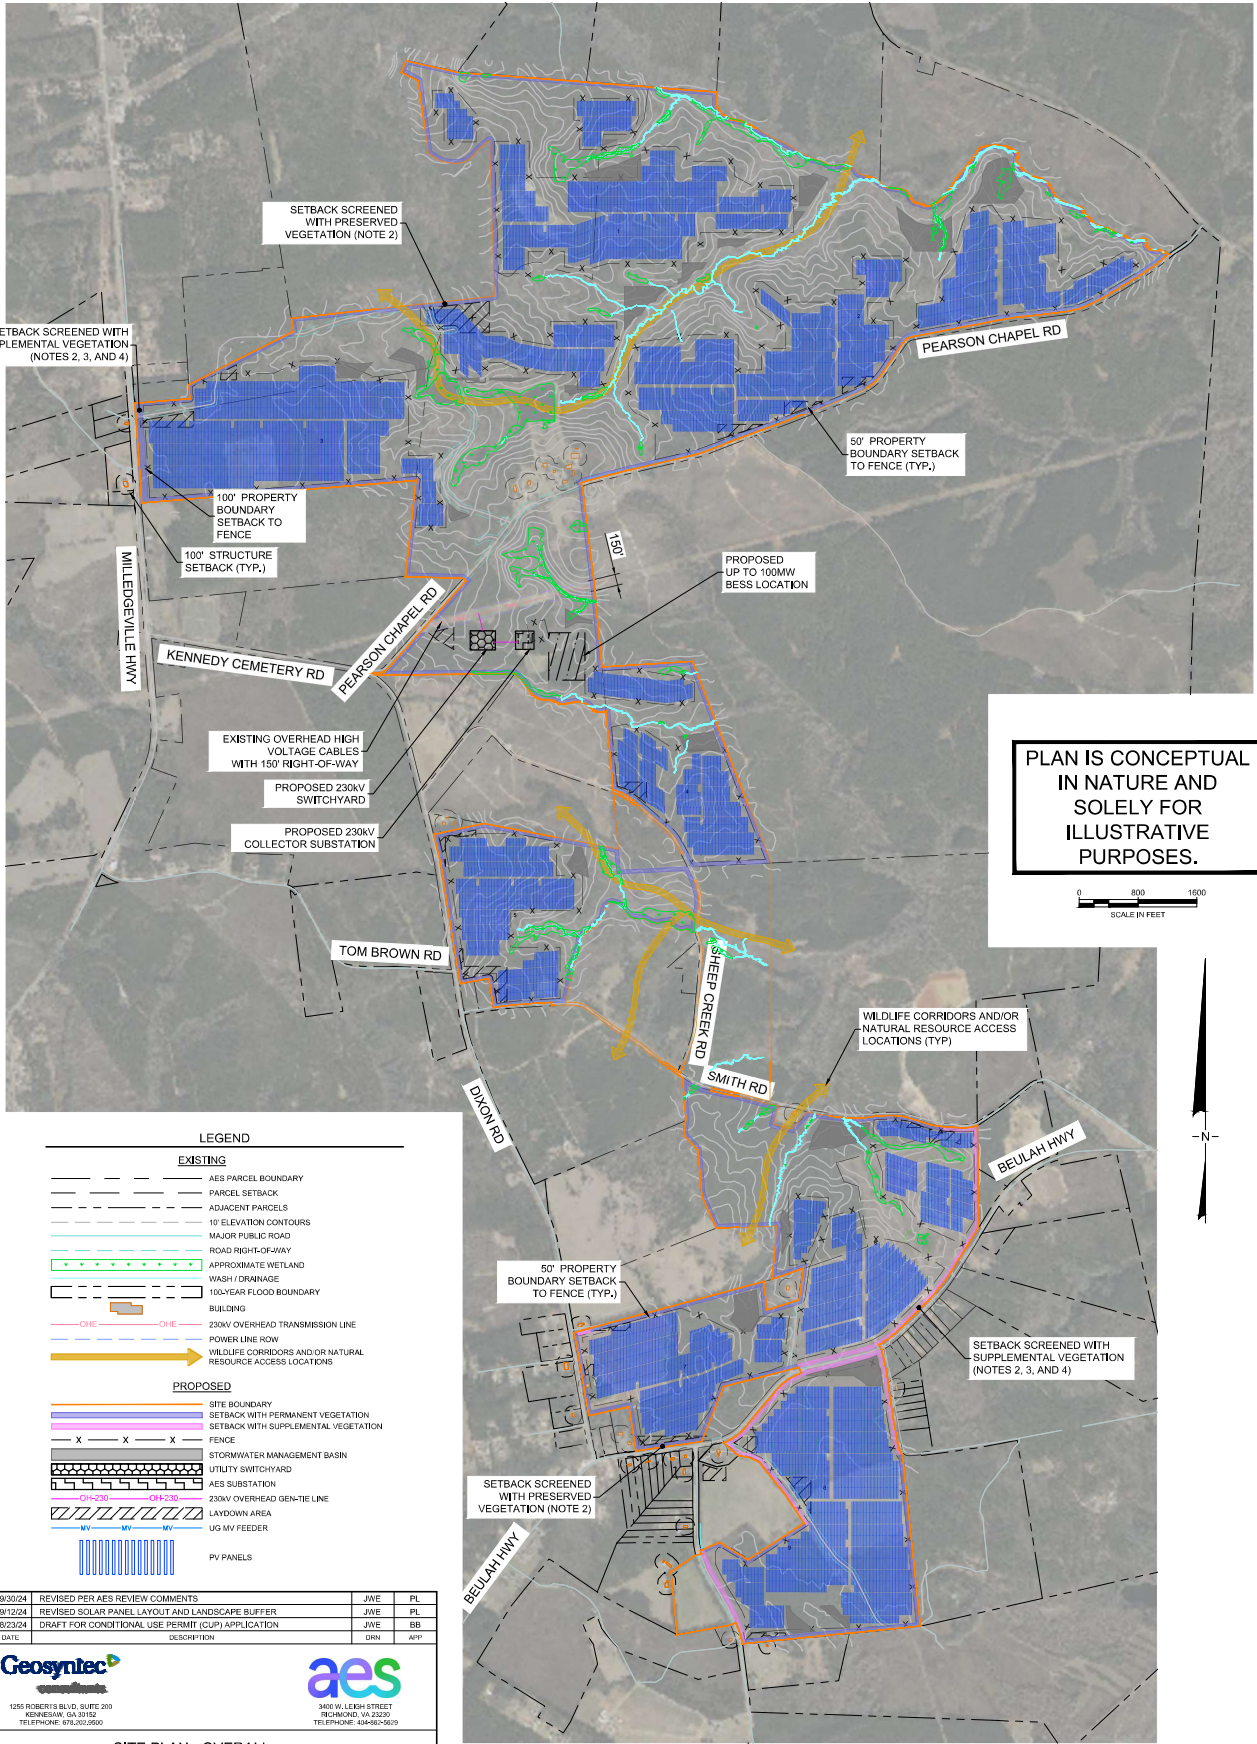 SETBACK SCREENED
WITH PRESERVED
VEGETATION (NOTE 2)
ETBACK SCREENED WITH
PLEMENTAL VEGETATION
(NOTES 2, 3, AND 4)
PEARSON CHAPEL RD
50' PROPERTY
BOUNDARY SETBACK
TO FENCE (TYP.)
100' PROPERTY
BOUNDARY
SETBACK TO
FENCE
100' STRUCTURE
SETBACK (TYP.)
150'
PROPOSED
UP TO 100MW
BESS LOCATION
MILLEDGEVILLE HWY
KENNEDY CEMETERY RD
PEARSON CHAPEL RD
EXISTING OVERHEAD HIGH
VOLTAGE CABLES
WITH 150' RIGHT-OF-WAY
PROPOSED 230kV
SWITCHYARD
PROPOSED 230kV
COLLECTOR SUBSTATION
PLAN IS CONCEPTUAL
IN NATURE AND
SOLELY FOR
ILLUSTRATIVE
PURPOSES.
0 800 1600
SCALE IN FEET
TOM BROWN RD
SHEEP CREEK RD
WILDLIFE CORRIDORS AND/OR
NATURAL RESOURCE ACCESS
LOCATIONS (TYP)
SMITH RD
DIXON RD
BEULAH HWY
-N-
50' PROPERTY
BOUNDARY SETBACK
TO FENCE (TYP.)
SETBACK SCREENED WITH
SUPPLEMENTAL VEGETATION
(NOTES 2, 3, AND 4)
SETBACK SCREENED
WITH PRESERVED
VEGETATION (NOTE 2)
BEULAH HWY
LEGEND
EXISTING
AES PARCEL BOUNDARY
PARCEL SETBACK
ADJACENT PARCELS
10' ELEVATION CONTOURS
MAJOR PUBLIC ROAD
ROAD RIGHT-OF-WAY
APPROXIMATE WETLAND
WASH / DRAINAGE
100-YEAR FLOOD BOUNDARY
BUILDING
OHE OHE 230kV OVERHEAD TRANSMISSION LINE
POWER LINE ROW
WILDLIFE CORRIDORS AND/OR NATURAL
RESOURCE ACCESS LOCATIONS
PROPOSED
SITE BOUNDARY
SETBACK WITH PERMANENT VEGETATION
SETBACK WITH SUPPLEMENTAL VEGETATION
X X X FENCE
STORMWATER MANAGEMENT BASIN
UTILITY SWITCHYARD
AES SUBSTATION
OH-230 OH-230 230kV OVERHEAD GEN-TIE LINE
LAYDOWN AREA
MV MV MV UG MV FEEDER
PV PANELS
9/30/24 REVISED PER AES REVIEW COMMENTS JWE PL
9/12/24 REVISED SOLAR PANEL LAYOUT AND LANDSCAPE BUFFER JWE PL
8/23/24 DRAFT FOR CONDITIONAL USE PERMIT (CUP) APPLICATION JWE BB
DATE DESCRIPTION DRN APP
Geosyntec
consultants
1255 ROBERTS BLVD, SUITE 200
KENNESAW, GA 30152
TELEPHONE: 678.202.9500
aes
3400 W. LEIGH STREET
RICHMOND, VA 23230
TELEPHONE: 404-862-5629